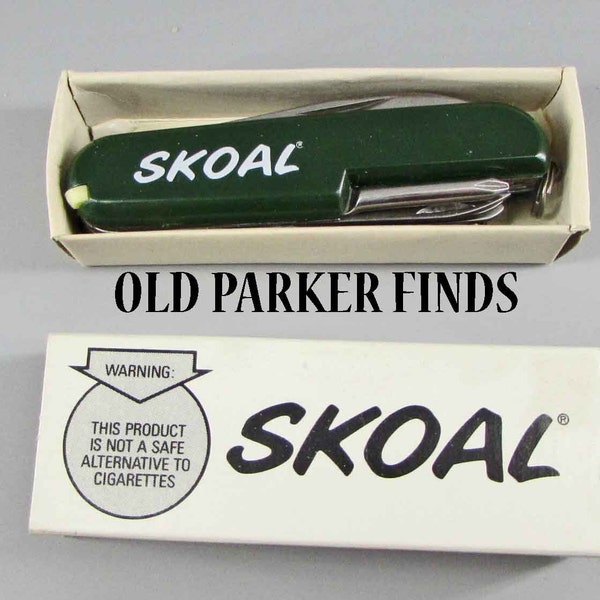 SKOAL®
OLD PARKER FINDS
WARNING:
THIS PRODUCT
IS NOT A SAFE
ALTERNATIVE TO
CIGARETTES
SKOAL®